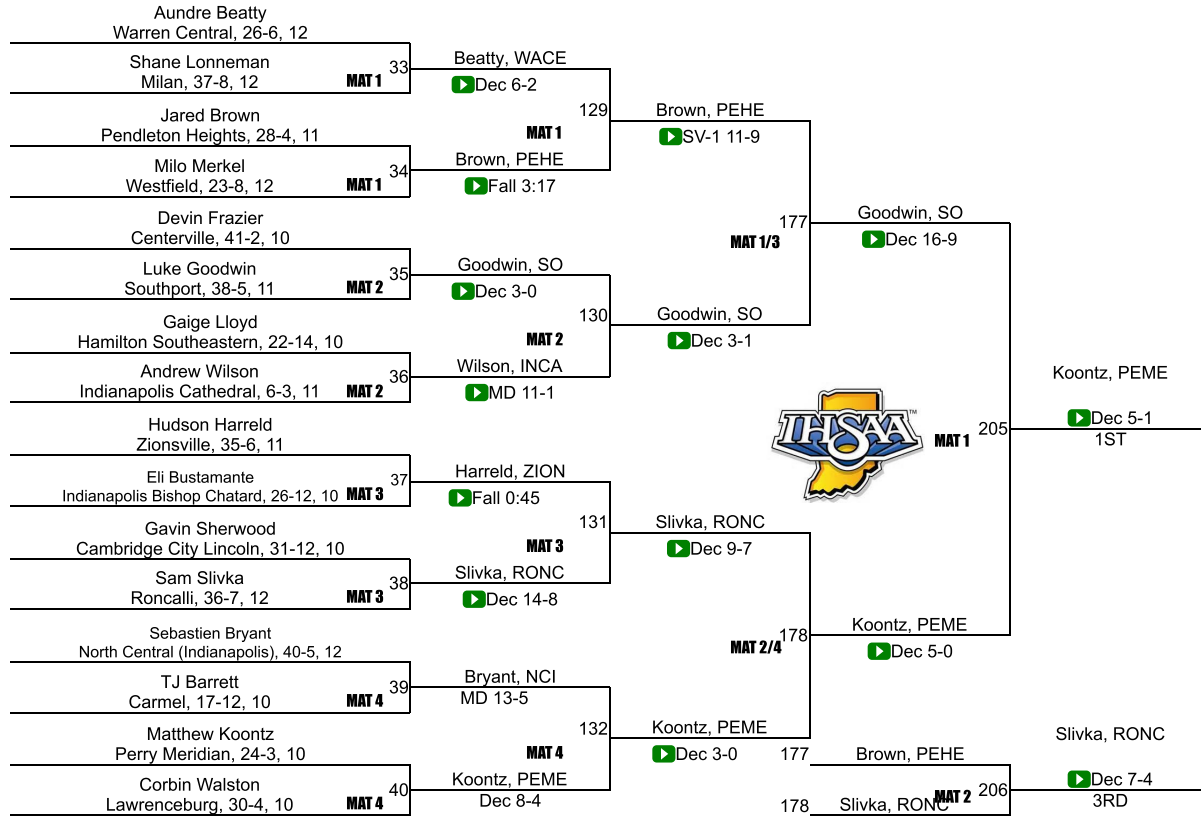 Aundre Beatty
Warren Central, 26-6, 12
Shane Lonneman
Milan, 37-8, 12
MAT 1
33
Jared Brown
Pendleton Heights, 28-4, 11
Milo Merkel
Westfield, 23-8, 12
MAT 1
34
Devin Frazier
Centerville, 41-2, 10
Luke Goodwin
Southport, 38-5, 11
MAT 2
35
Gaige Lloyd
Hamilton Southeastern, 22-14, 10
Andrew Wilson
Indianapolis Cathedral, 6-3, 11
MAT 2
36
Hudson Harreld
Zionsville, 35-6, 11
Eli Bustamante
Indianapolis Bishop Chatard, 26-12, 10
MAT 3
37
Gavin Sherwood
Cambridge City Lincoln, 31-12, 10
Sam Slivka
Roncalli, 36-7, 12
MAT 3
38
Sebastien Bryant
North Central (Indianapolis), 40-5, 12
TJ Barrett
Carmel, 17-12, 10
MAT 4
39
Matthew Koontz
Perry Meridian, 24-3, 10
Corbin Walston
Lawrenceburg, 30-4, 10
MAT 4
40
Beatty, WACE
Dec 6-2
129
MAT 1
Brown, PEHE
Fall 3:17
Goodwin, SO
Dec 3-0
130
MAT 2
Wilson, INCA
MD 11-1
Harreld, ZION
Fall 0:45
131
MAT 3
Slivka, RONC
Dec 14-8
Bryant, NCI
MD 13-5
132
MAT 4
Koontz, PEME
Dec 8-4
Brown, PEHE
SV-1 11-9
177
MAT 1/3
Goodwin, SO
Dec 3-1
Slivka, RONC
Dec 9-7
178
MAT 2/4
Koontz, PEME
Dec 3-0
Goodwin, SO
Dec 16-9
IHSAA
™
MAT 1
205
Koontz, PEME
Dec 5-0
Koontz, PEME
Dec 5-1
1ST
177
Brown, PEHE
MAT 2
206
178
Slivka, RONC
Slivka, RONC
Dec 7-4
3RD